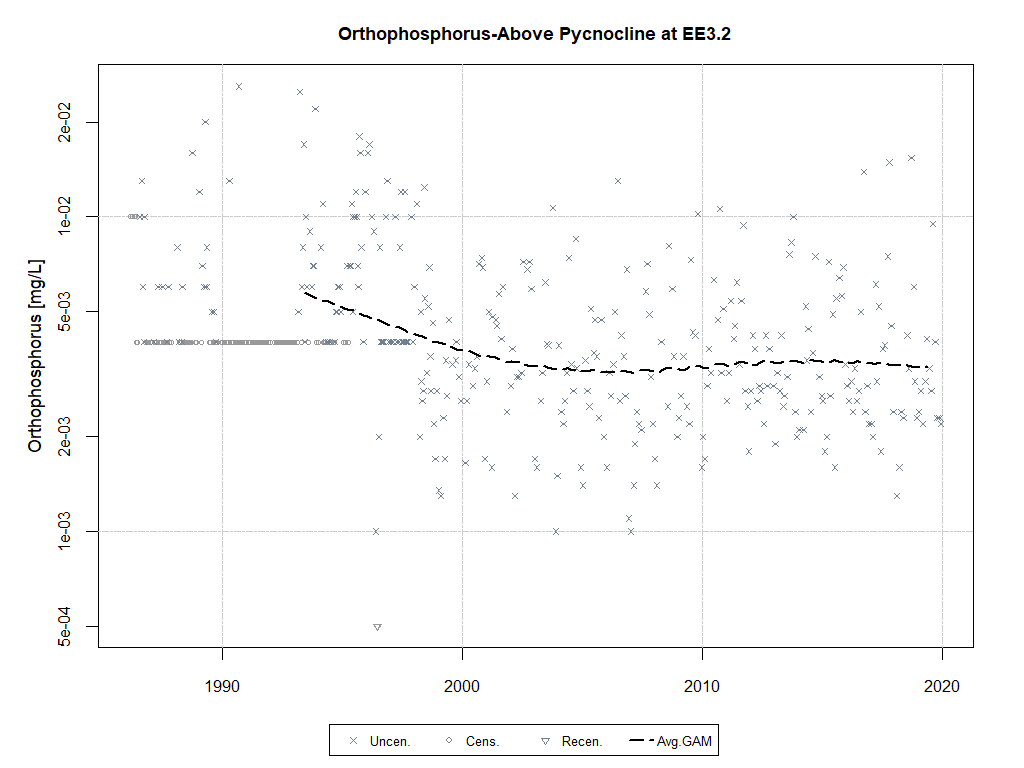 Orthophosphorus-Above Pycnocline at EE3.2
Orthophosphorus [mg/L]
2e-02
1e-02
5e-03
2e-03
1e-03
5e-04
1990 2000 2010 2020
Uncen. Cens. Recen. Avg.GAM